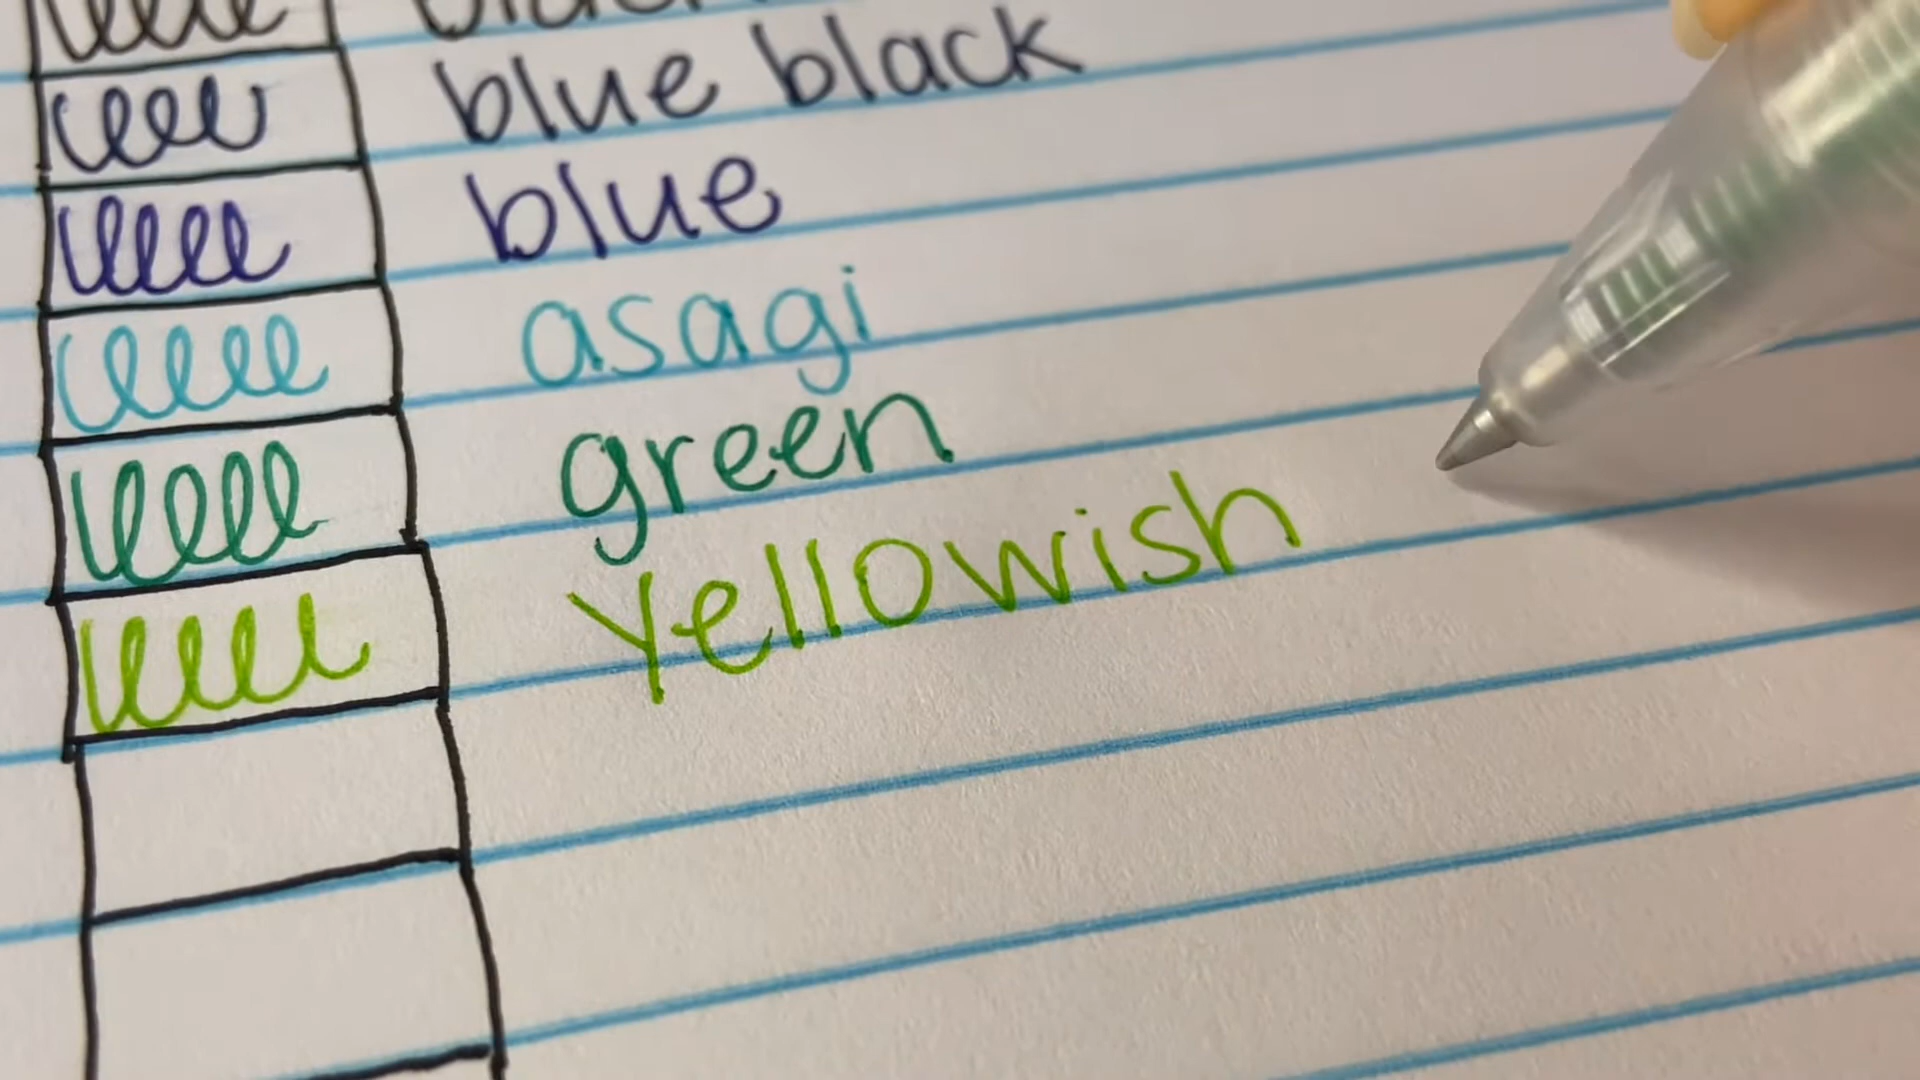 blue black
blue
asagi
green
Yellowish